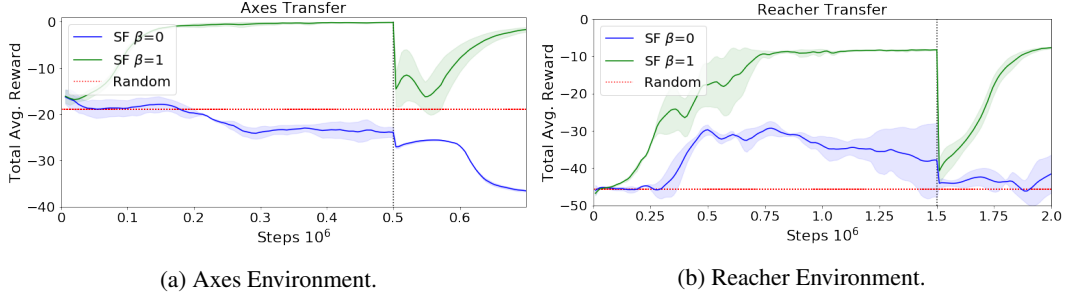 Axes Transfer
0
−10
−20
−30
−40
Total Avg. Reward
SF β=0
SF β=1
Random
0 0.1 0.2 0.3 0.4 0.5 0.6
Steps 10⁶
(a) Axes Environment.
Reacher Transfer
0
−10
−20
−30
−40
−50
Total Avg. Reward
SF β=0
SF β=1
Random
0 0.25 0.5 0.75 1.0 1.25 1.5 1.75 2.0
Steps 10⁶
(b) Reacher Environment.